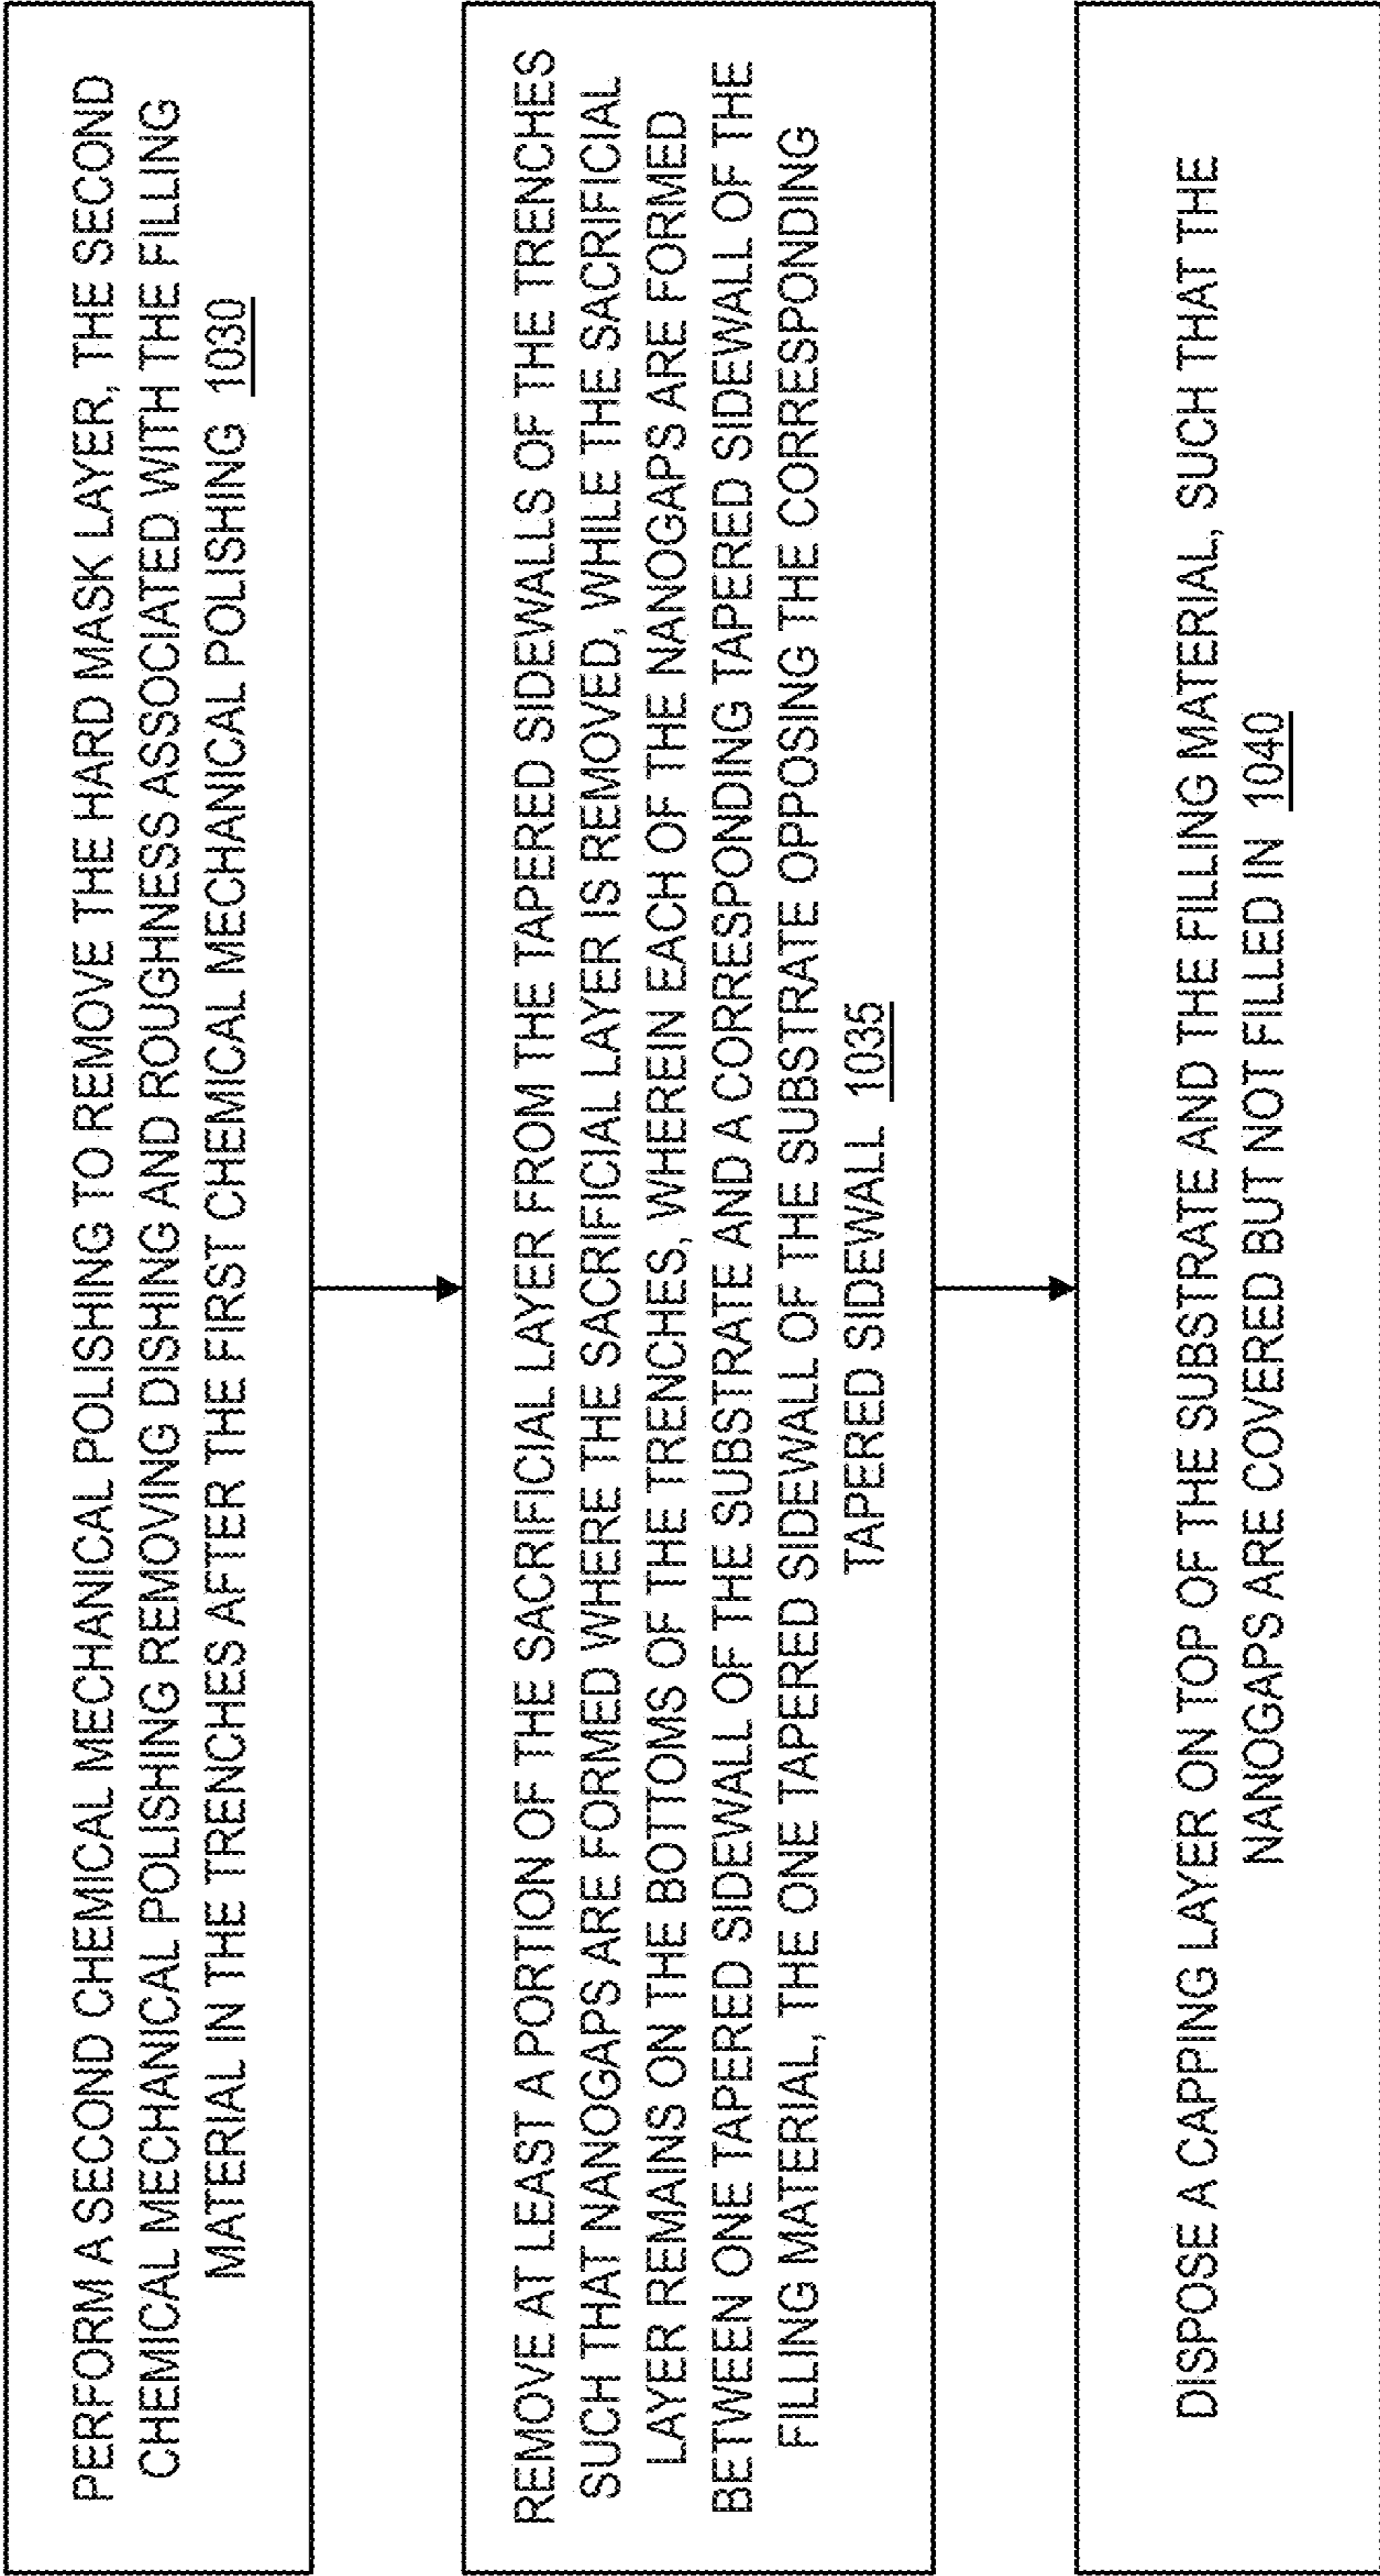 PERFORM A SECOND CHEMICAL MECHANICAL POLISHING TO REMOVE THE HARD MASK LAYER, THE SECOND
CHEMICAL MECHANICAL POLISHING REMOVING DISHING AND ROUGHNESS ASSOCIATED WITH THE FILLING
MATERIAL IN THE TRENCHES AFTER THE FIRST CHEMICAL MECHANICAL POLISHING 1030
REMOVE AT LEAST A PORTION OF THE SACRIFICIAL LAYER FROM THE TAPERED SIDEWALLS OF THE TRENCHES
SUCH THAT NANOGAPS ARE FORMED WHERE THE SACRIFICIAL LAYER IS REMOVED, WHILE THE SACRIFICIAL
LAYER REMAINS ON THE BOTTOMS OF THE TRENCHES, WHEREIN EACH OF THE NANOGAPS ARE FORMED
BETWEEN ONE TAPERED SIDEWALL OF THE SUBSTRATE AND A CORRESPONDING TAPERED SIDEWALL OF THE
FILLING MATERIAL, THE ONE TAPERED SIDEWALL OF THE SUBSTRATE OPPOSING THE CORRESPONDING
TAPERED SIDEWALL 1035
DISPOSE A CAPPING LAYER ON TOP OF THE SUBSTRATE AND THE FILLING MATERIAL, SUCH THAT THE
NANOGAPS ARE COVERED BUT NOT FILLED IN 1040